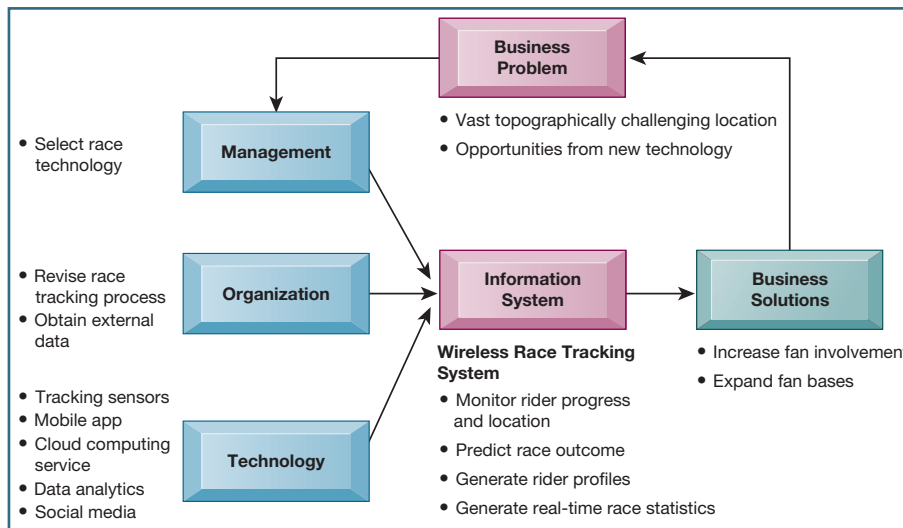 Business
Problem
• Vast topographically challenging location
• Opportunities from new technology
• Select race
technology
Management
• Revise race
tracking process
• Obtain external
data
Organization
Information
System
Business
Solutions
Wireless Race Tracking
System
• Monitor rider progress
and location
• Predict race outcome
• Generate rider profiles
• Generate real-time race statistics
• Increase fan involvement
• Expand fan bases
• Tracking sensors
• Mobile app
• Cloud computing
service
• Data analytics
• Social media
Technology